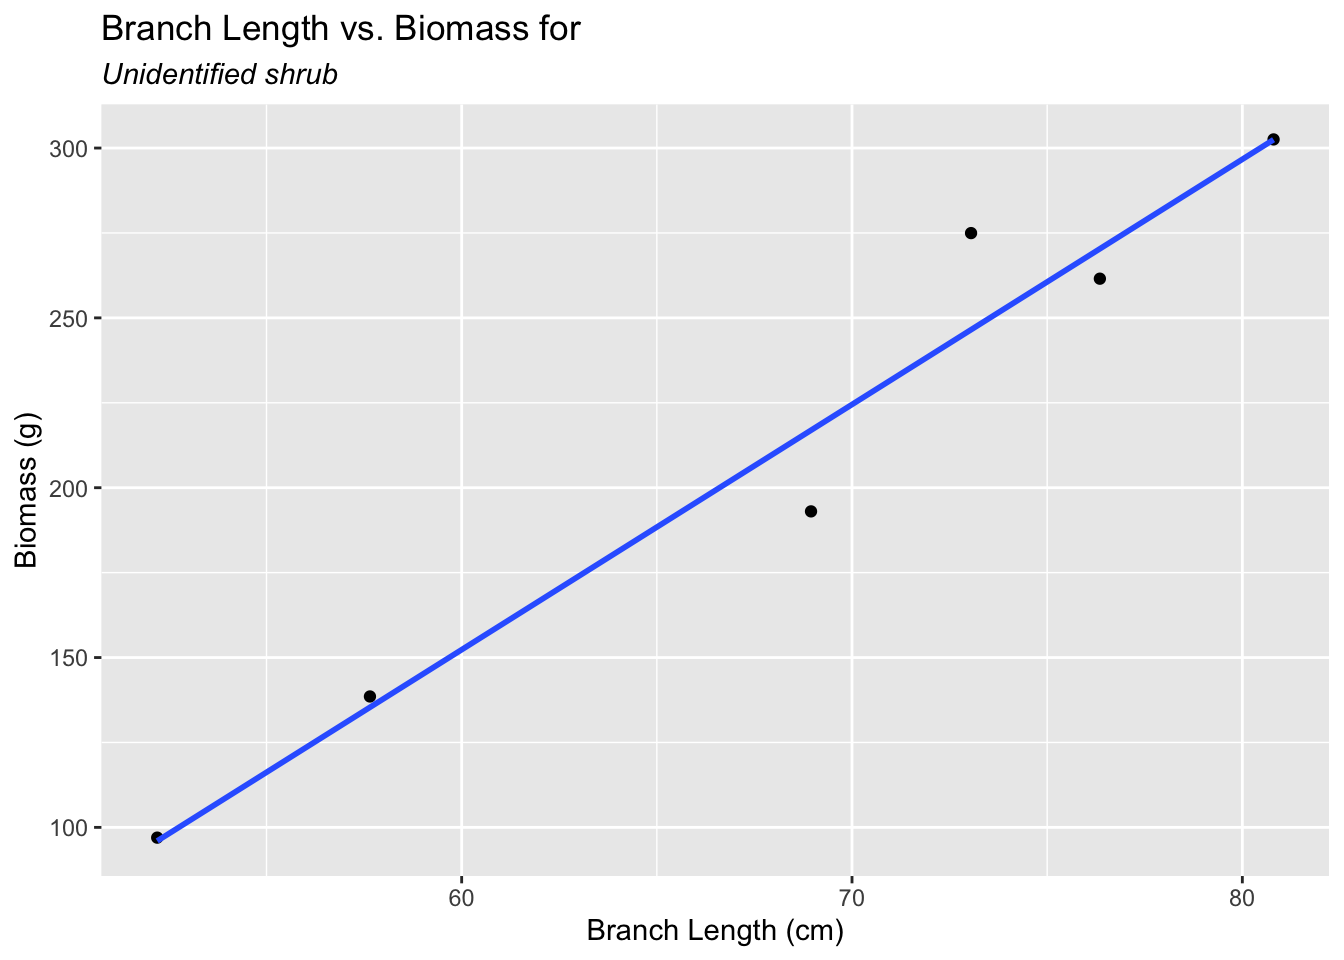 Branch Length vs. Biomass for
Unidentified shrub
300
250
200
150
100
Biomass (g)
60 70 80
Branch Length (cm)